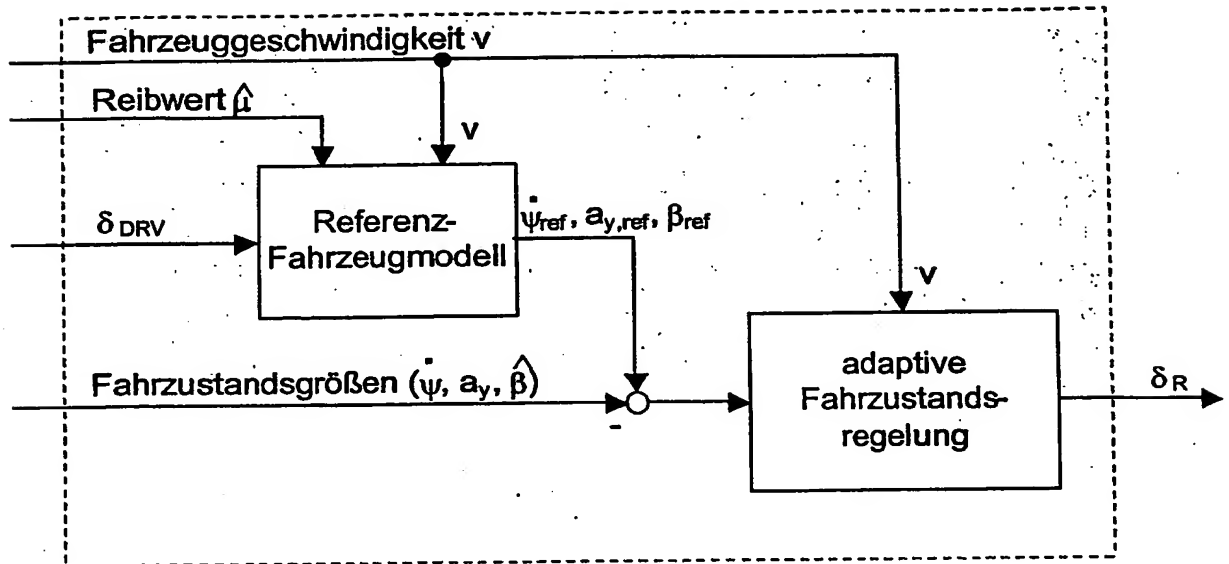 Fahrzeuggeschwindigkeit v
Reibwert μ̂
v
δ DRV
Referenz-
Fahrzeugmodell
ψ̇ref, ay,ref, βref
v
Fahrzustandsgrößen (ψ̇, ay, β̂)
-
adaptive
Fahrzustands-
regelung
δR